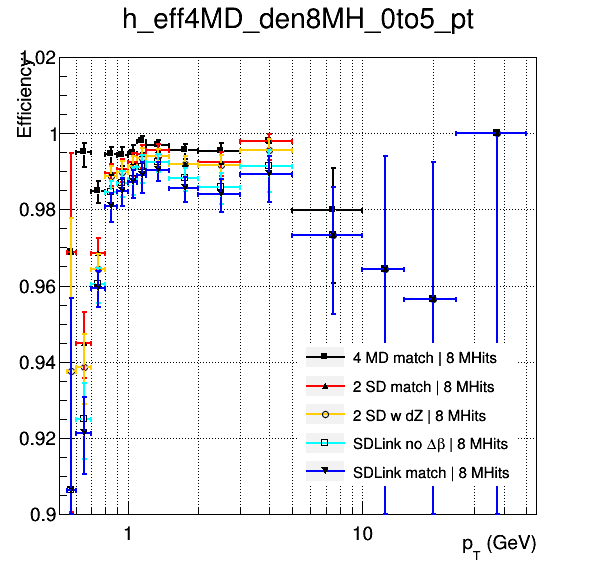 h_eff4MD_den8MH_0to5_pt
Efficiency
1.02
1
0.98
0.96
0.94
0.92
0.9
4 MD match | 8 MHits
2 SD match | 8 MHits
2 SD w dZ | 8 MHits
SDLink no Δβ | 8 MHits
SDLink match | 8 MHits
1
10
p_T (GeV)